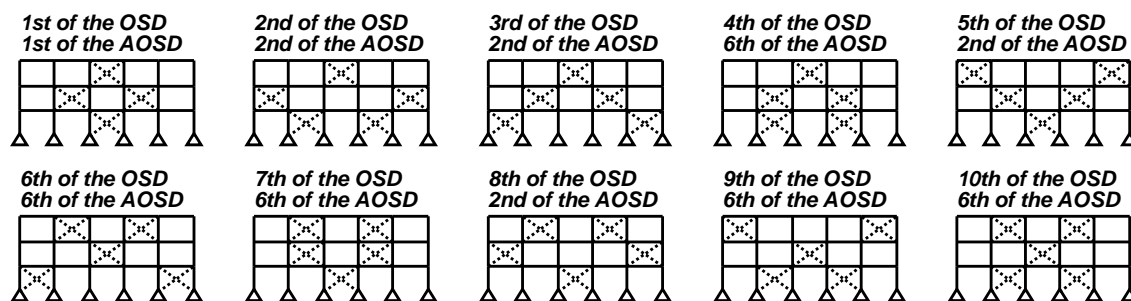 1st of the OSD
1st of the AOSD
2nd of the OSD
2nd of the AOSD
3rd of the OSD
2nd of the AOSD
4th of the OSD
6th of the AOSD
5th of the OSD
2nd of the AOSD
6th of the OSD
6th of the AOSD
7th of the OSD
6th of the AOSD
8th of the OSD
2nd of the AOSD
9th of the OSD
6th of the AOSD
10th of the OSD
6th of the AOSD